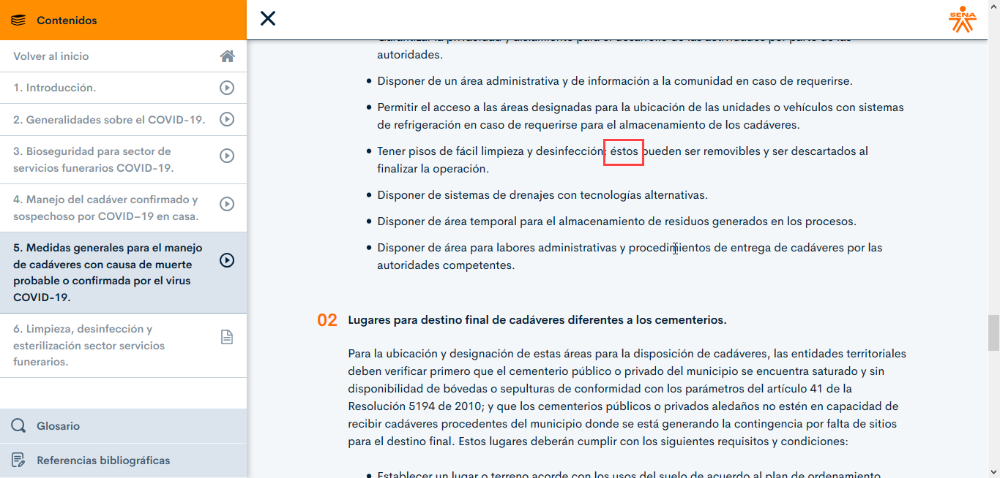 Contenidos
Volver al inicio
1. Introducción.
2. Generalidades sobre el COVID-19.
3. Bioseguridad para sector de
servicios funerarios COVID-19.
4. Manejo del cadáver confirmado y
sospechoso por COVID–19 en casa.
5. Medidas generales para el manejo
de cadáveres con causa de muerte
probable o confirmada por el virus
COVID-19.
6. Limpieza, desinfección y
esterilización sector servicios
funerarios.
Glosario
Referencias bibliográficas
SENA
Garantizar la privacidad y aislamiento para el desarrollo de las actividades por parte de las
autoridades.
• Disponer de un área administrativa y de información a la comunidad en caso de requerirse.
• Permitir el acceso a las áreas designadas para la ubicación de las unidades o vehículos con sistemas
de refrigeración en caso de requerirse para el almacenamiento de los cadáveres.
• Tener pisos de fácil limpieza y desinfección; éstos pueden ser removibles y ser descartados al
finalizar la operación.
• Disponer de sistemas de drenajes con tecnologías alternativas.
• Disponer de área temporal para el almacenamiento de residuos generados en los procesos.
• Disponer de área para labores administrativas y procedimientos de entrega de cadáveres por las
autoridades competentes.
02 Lugares para destino final de cadáveres diferentes a los cementerios.
Para la ubicación y designación de estas áreas para la disposición de cadáveres, las entidades territoriales
deben verificar primero que el cementerio público o privado del municipio se encuentra saturado y sin
disponibilidad de bóvedas o sepulturas de conformidad con los parámetros del artículo 41 de la
Resolución 5194 de 2010; y que los cementerios públicos o privados aledaños no estén en capacidad de
recibir cadáveres procedentes del municipio donde se está generando la contingencia por falta de sitios
para el destino final. Estos lugares deberán cumplir con los siguientes requisitos y condiciones:
• Establecer un lugar o terreno acorde con los usos del suelo de acuerdo al plan de ordenamiento